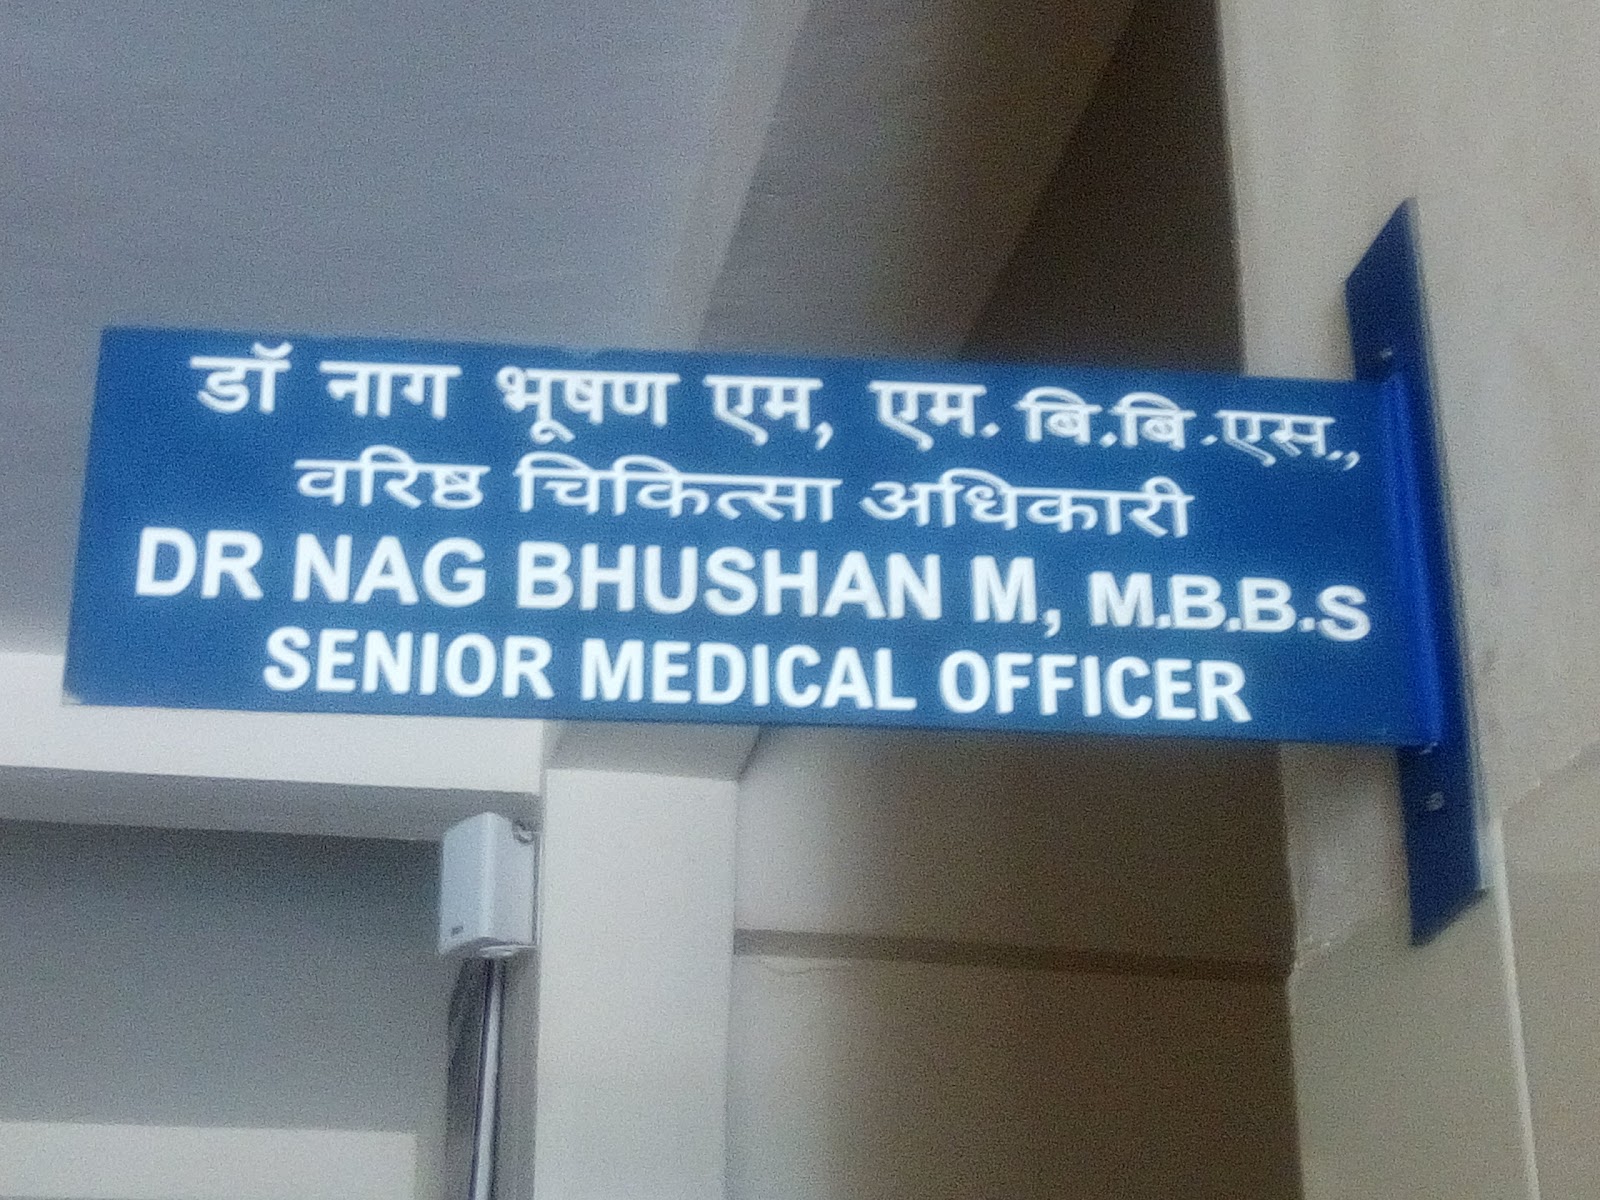 डॉ नाग भूषण एम, एम. बि.बि.एस.,
वरिष्ठ चिकित्सा अधिकारी
DR NAG BHUSHAN M, M.B.B.S
SENIOR MEDICAL OFFICER